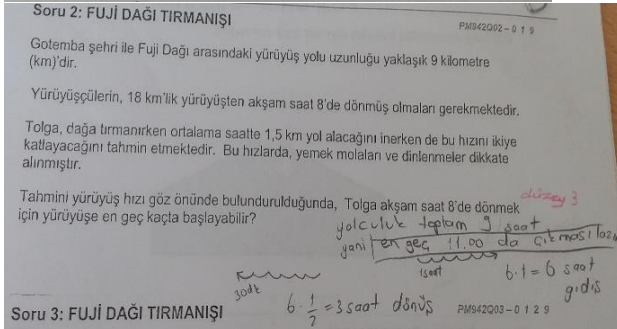 Soru 2: FUJİ DAĞI TIRMANIŞI
PM942Q02-0 1 9
Gotemba şehri ile Fuji Dağı arasındaki yürüyüş yolu uzunluğu yaklaşık 9 kilometre
(km)'dir.
Yürüyüşçülerin, 18 km'lik yürüyüşten akşam saat 8'de dönmüş olmaları gerekmektedir.
Tolga, dağa tırmanırken ortalama saatte 1,5 km yol alacağını inerken de bu hızını ikiye
katlayacağını tahmin etmektedir. Bu hızlarda, yemek molaları ve dinlenmeler dikkate
alınmıştır.
düzey 3
Tahmini yürüyüş hızı göz önünde bulundurulduğunda, Tolga akşam saat 8'de dönmek
için yürüyüşe en geç kaçta başlayabilir?
yolculuk toplam 9 saat
yani en geç 11.00 da çıkması
1saat
6.1=6 saat
gidiş
30dk
6.1/2=3 saat dönüş
Soru 3: FUJİ DAĞI TIRMANIŞI
PM942Q03-0 1 2 9